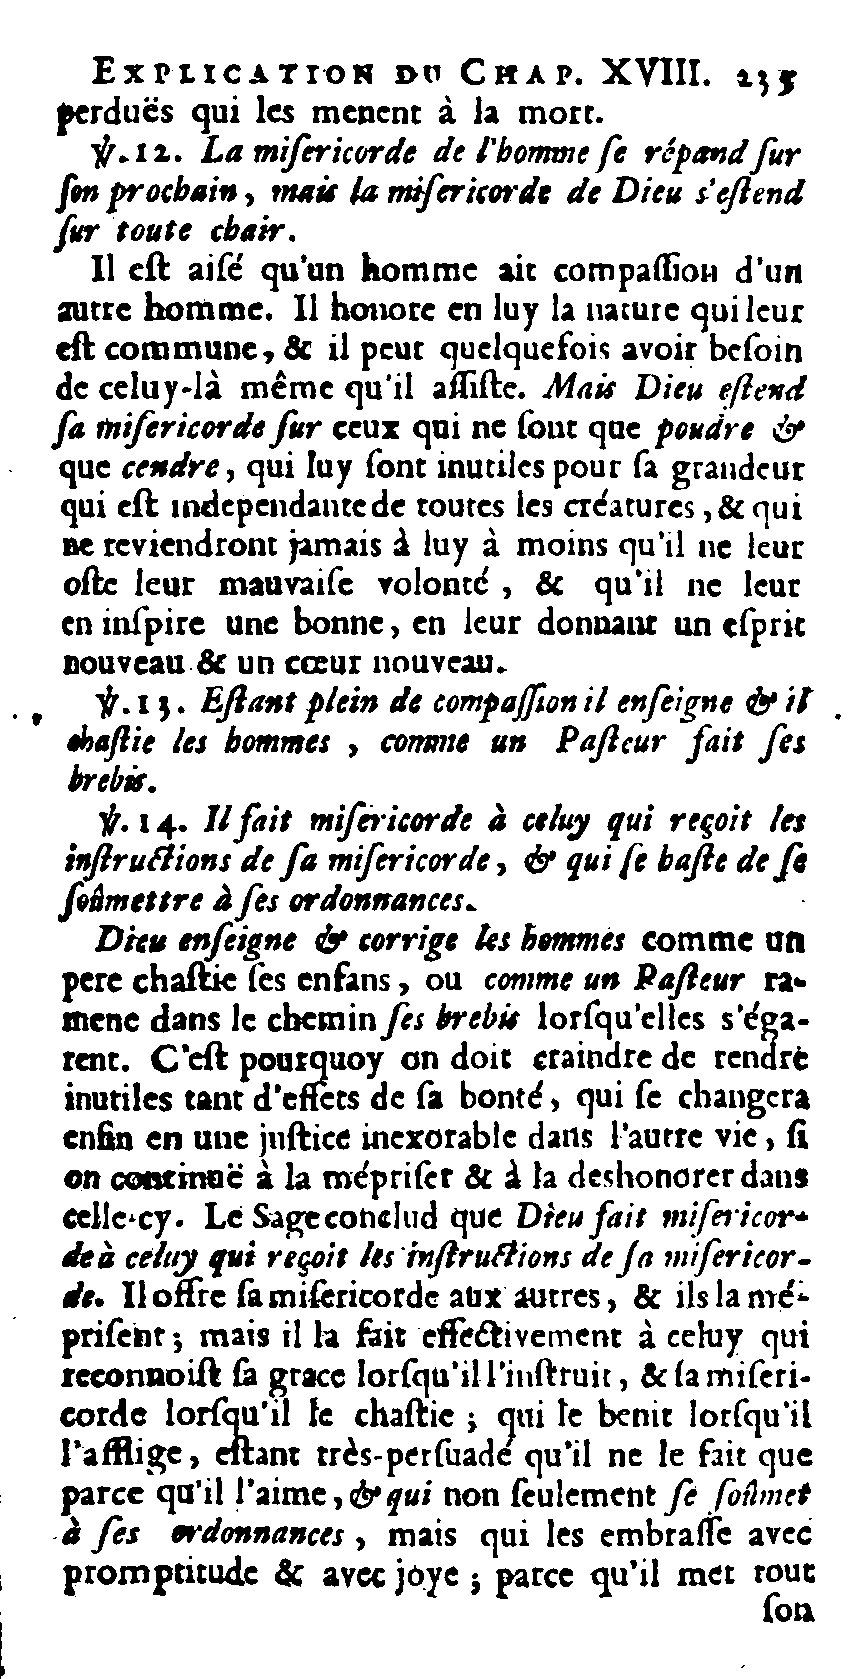 EXPLICATION DU CHAP. XVIII. 235
perduës qui les menent à la mort.
℣. 12. La miſericorde de l'homme ſe répand ſur
ſon prochain, mais la miſericorde de Dieu s'eſtend
ſur toute chair.
Il eſt aiſé qu'un homme ait compaſſion d'un
autre homme. Il honore en luy la nature qui leur
eſt commune, & il peut quelquefois avoir beſoin
de celuy-là même qu'il aſſiſte. Mais Dieu eſtend
ſa miſericorde ſur ceux qui ne ſont que poudre &
que cendre, qui luy ſont inutiles pour ſa grandeur
qui eſt independante de toutes les créatures, & qui
ne reviendront jamais à luy à moins qu'il ne leur
oſte leur mauvaiſe volonté, & qu'il ne leur
en inſpire une bonne, en leur donnant un eſprit
nouveau & un cœur nouveau.
℣. 13. Eſtant plein de compaſſion il enſeigne & il
chaſtie les hommes, comme un Paſteur fait ſes
brebis.
℣. 14. Il fait miſericorde à celuy qui reçoit les
inſtructions de ſa miſericorde, & qui ſe haſte de ſe
ſoûmettre à ſes ordonnances.
Dieu enſeigne & corrige les hommes comme un
pere chaſtie ſes enfans, ou comme un Paſteur ra-
mene dans le chemin ſes brebis lorſqu'elles s'éga-
rent. C'eſt pourquoy on doit craindre de rendre
inutiles tant d'effets de ſa bonté, qui ſe changera
enfin en une juſtice inexorable dans l'autre vie, ſi
on continuë à la mépriſer & à la deshonorer dans
celle-cy. Le Sage conclud que Dieu fait miſericor-
de à celuy qui reçoit les inſtructions de ſa miſericor-
de. Il offre ſa miſericorde aux autres, & ils la mé-
priſent; mais il la fait effectivement à celuy qui
reconnoiſt ſa grace lorſqu'il l'inſtruit, & ſa miſeri-
corde lorſqu'il le chaſtie; qui le benit lorſqu'il
l'afflige, eſtant très-perſuadé qu'il ne le fait que
parce qu'il l'aime, & qui non ſeulement ſe ſoûmet
à ſes ordonnances, mais qui les embraſſe avec
promptitude & avec joye; parce qu'il met tout
ſon